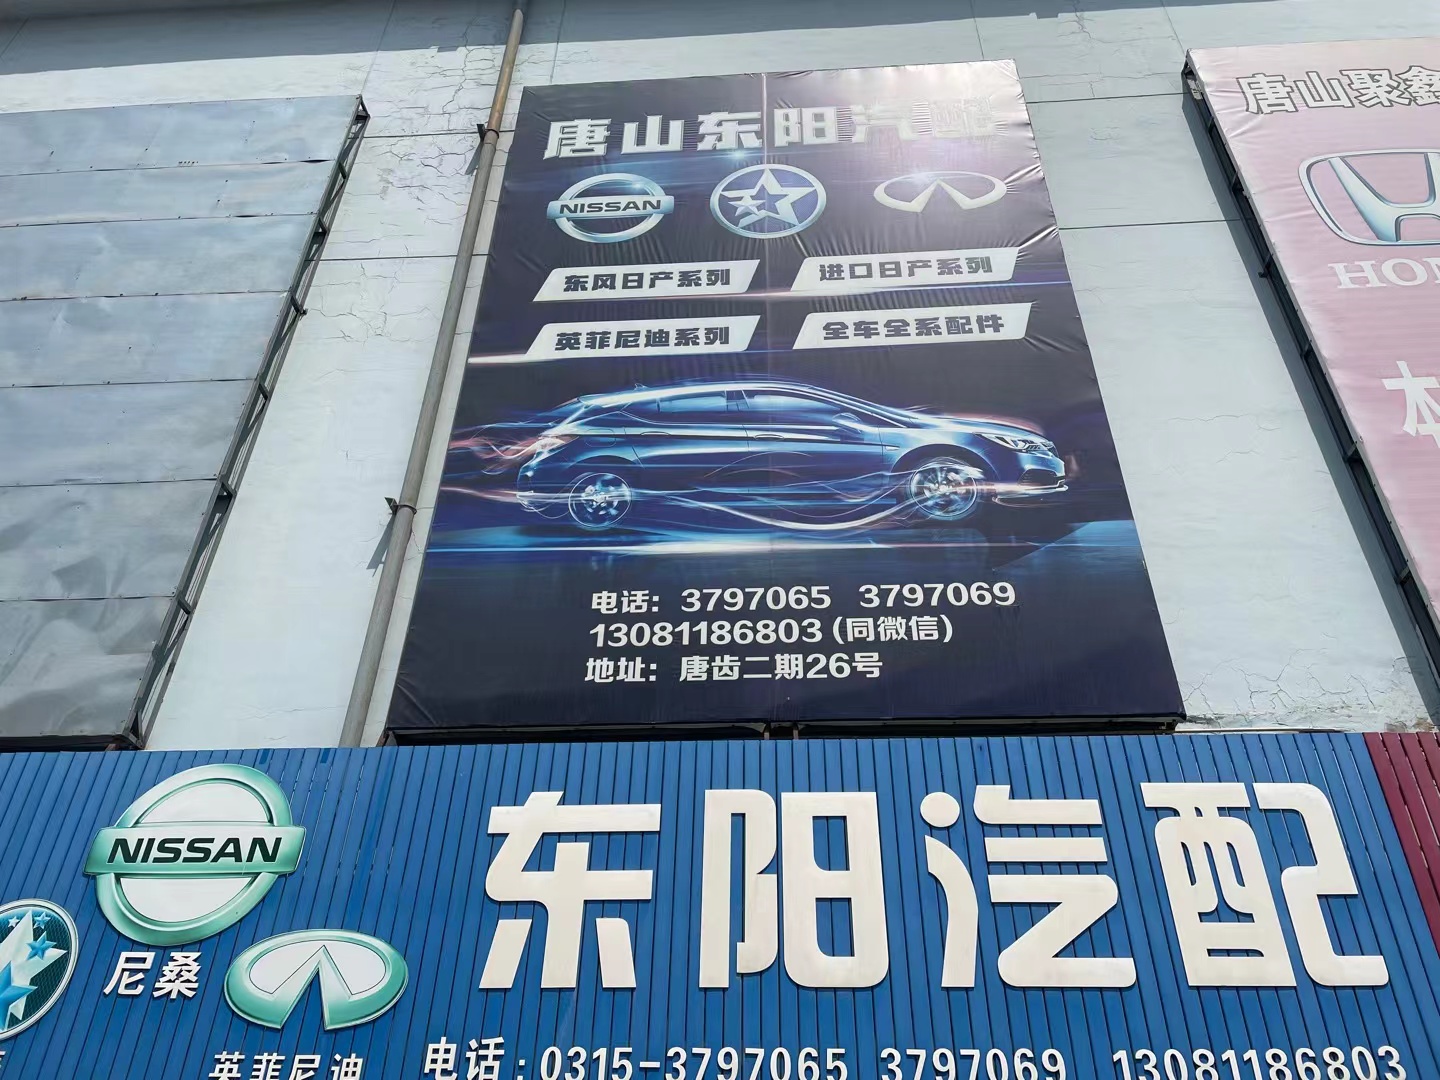 唐山东阳汽配
NISSAN
东风日产系列 进口日产系列
英菲尼迪系列 全车全系配件
电话：3797065 3797069
13081186803(同微信)
地址：唐齿二期26号
唐山聚鑫
HON
本
NISSAN
尼桑
英菲尼迪
东阳汽配
电话：0315-3797065 3797069 13081186803